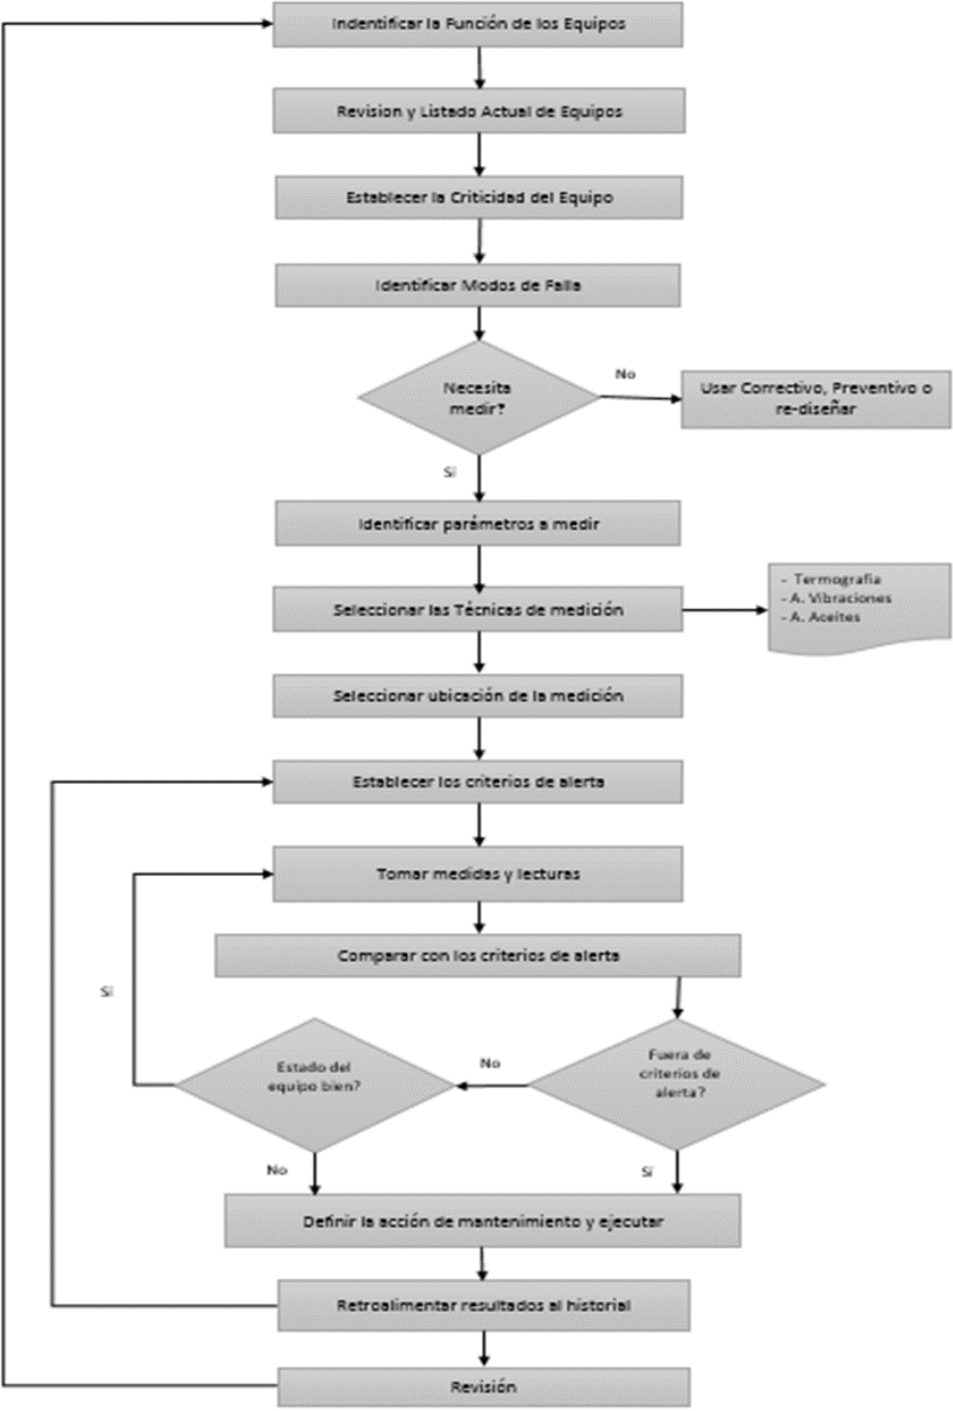 Indentificar la Función de los Equipos
Revision y Listado Actual de Equipos
Establecer la Criticidad del Equipo
Identificar Modos de Falla
Necesita
medir?
No
Usar Correctivo, Preventivo o
re-diseñar
Si
Identificar parámetros a medir
Seleccionar las Técnicas de medición
- Termografia
- A. Vibraciones
- A. Aceites
Seleccionar ubicación de la medición
Establecer los criterios de alerta
Tomar medidas y lecturas
Comparar con los criterios de alerta
Si
Estado del
equipo bien?
No
Fuera de
criterios de
alerta?
No
Si
Definir la acción de mantenimiento y ejecutar
Retroalimentar resultados al historial
Revisión